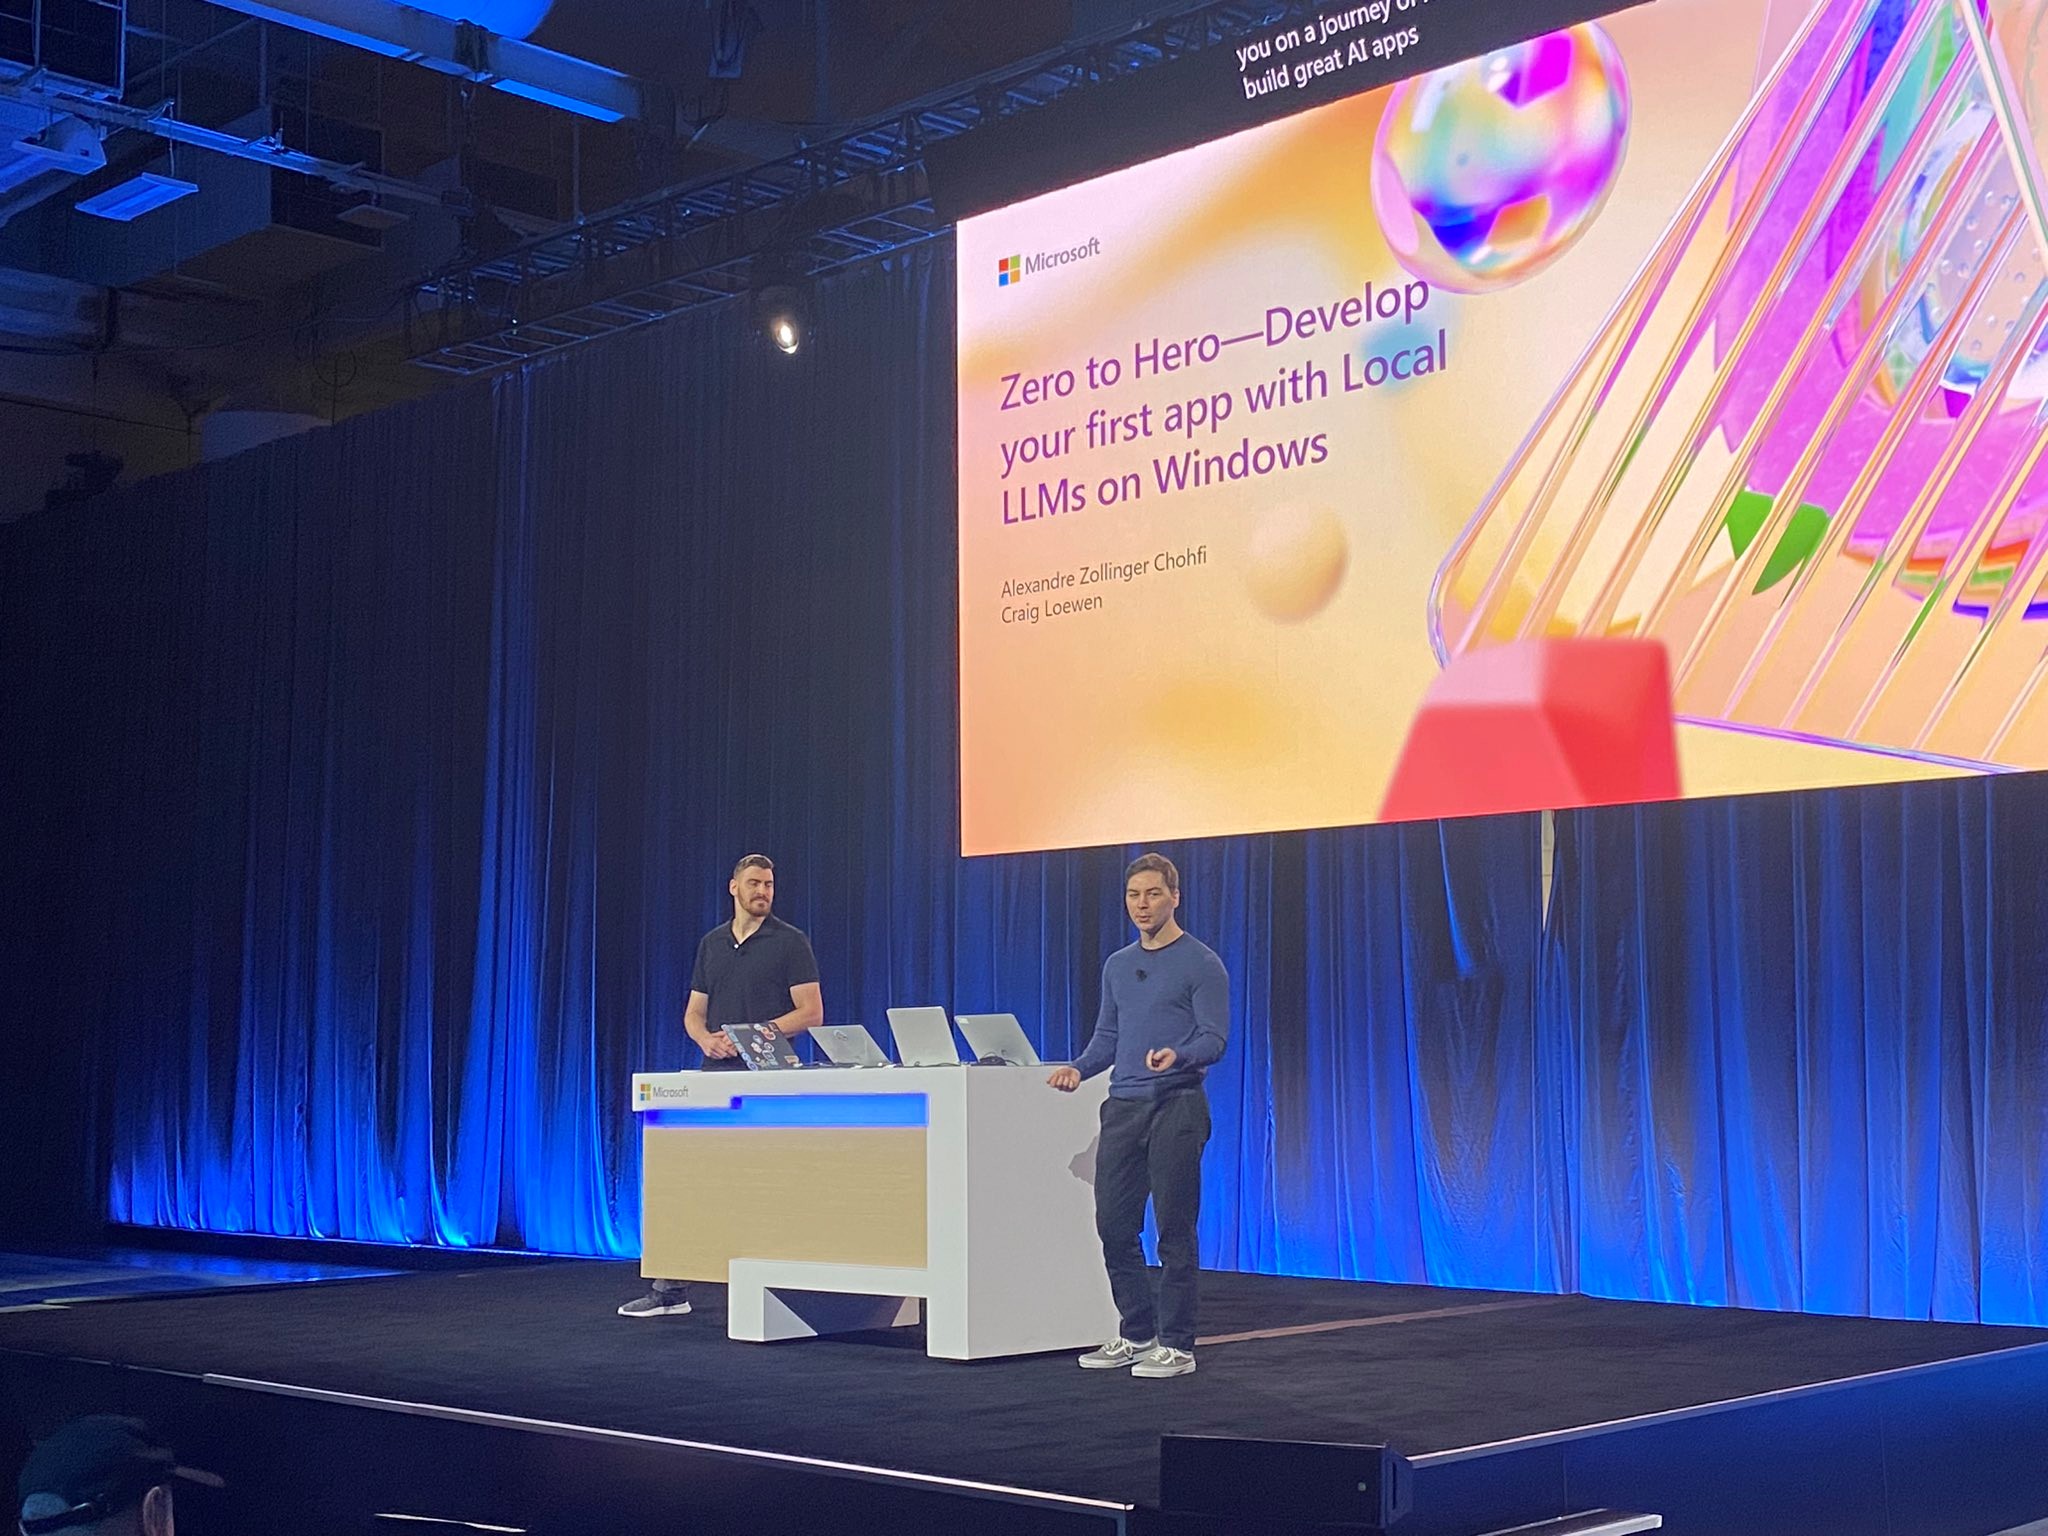 you on a journey
build great AI apps
Microsoft
Zero to Hero—Develop
your first app with Local
LLMs on Windows
Alexandre Zollinger Chohfi
Craig Loewen
Microsoft